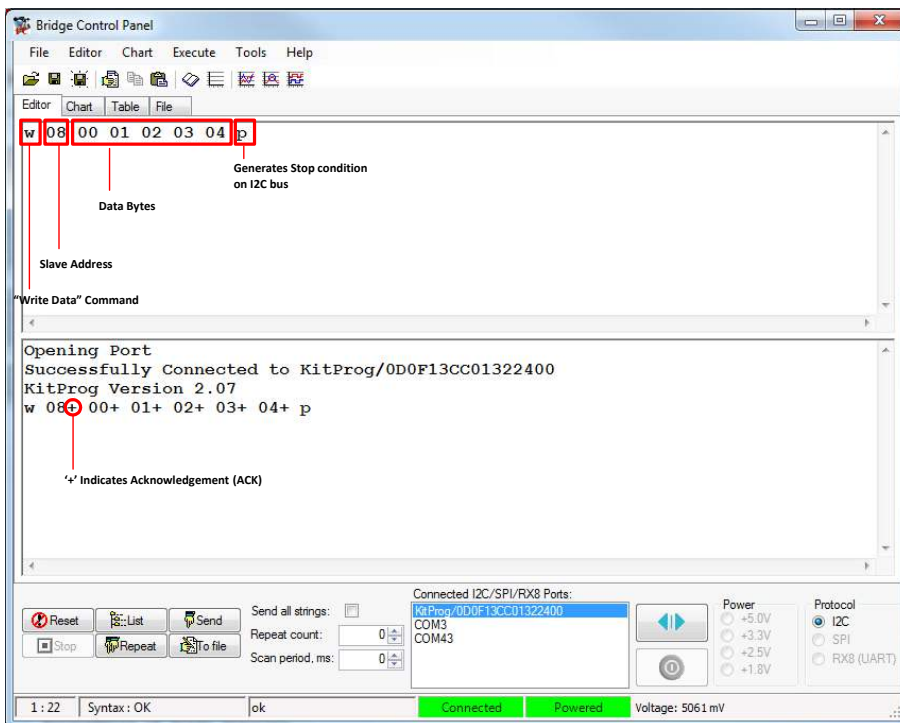 Bridge Control Panel
File Editor Chart Execute Tools Help
Editor Chart Table File
w 08 00 01 02 03 04 p
Generates Stop condition
on I2C bus
Data Bytes
Slave Address
"Write Data" Command
Opening Port
Successfully Connected to KitProg/0D0F13CC01322400
KitProg Version 2.07
w 08+ 00+ 01+ 02+ 03+ 04+ p
'+' Indicates Acknowledgement (ACK)
Connected I2C/SPI/RX8 Ports:
Reset List Send Send all strings: KitProg/0D0F13CC01322400 Power Protocol
Stop Repeat To file Repeat count: 0 COM3 +5.0V I2C
Scan period, ms: 0 COM43 +3.3V SPI
+2.5V RX8 (UART)
+1.8V
1 : 22 Syntax : OK ok Connected Powered Voltage: 5061 mV